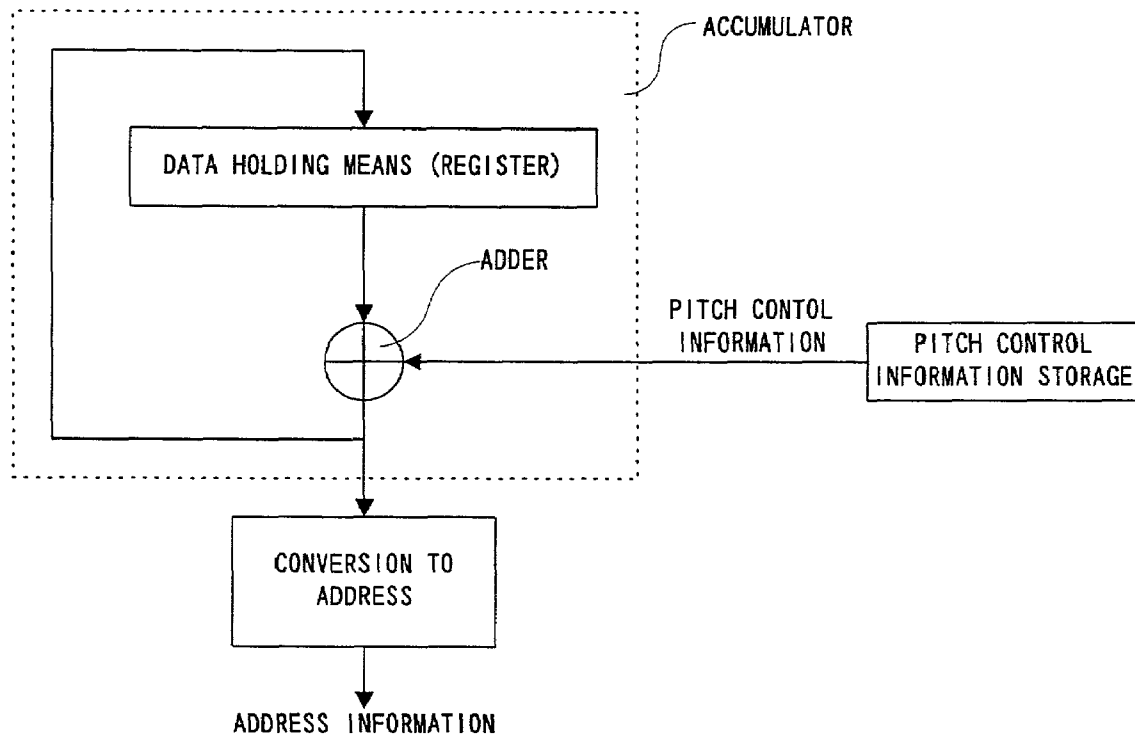 ACCUMULATOR
DATA HOLDING MEANS (REGISTER)
ADDER
PITCH CONTOL
INFORMATION
PITCH CONTROL
INFORMATION STORAGE
CONVERSION TO
ADDRESS
ADDRESS INFORMATION